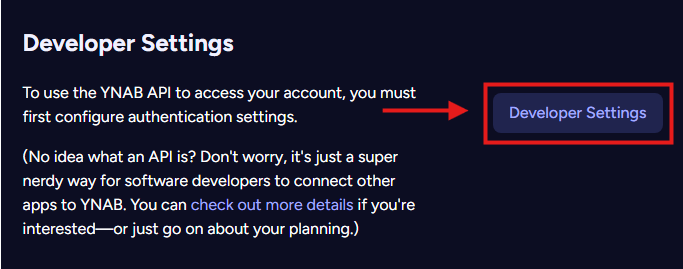 Developer Settings
To use the YNAB API to access your account, you must
first configure authentication settings.
Developer Settings
(No idea what an API is? Don't worry, it's just a super
nerdy way for software developers to connect other
apps to YNAB. You can check out more details if you're
interested—or just go on about your planning.)